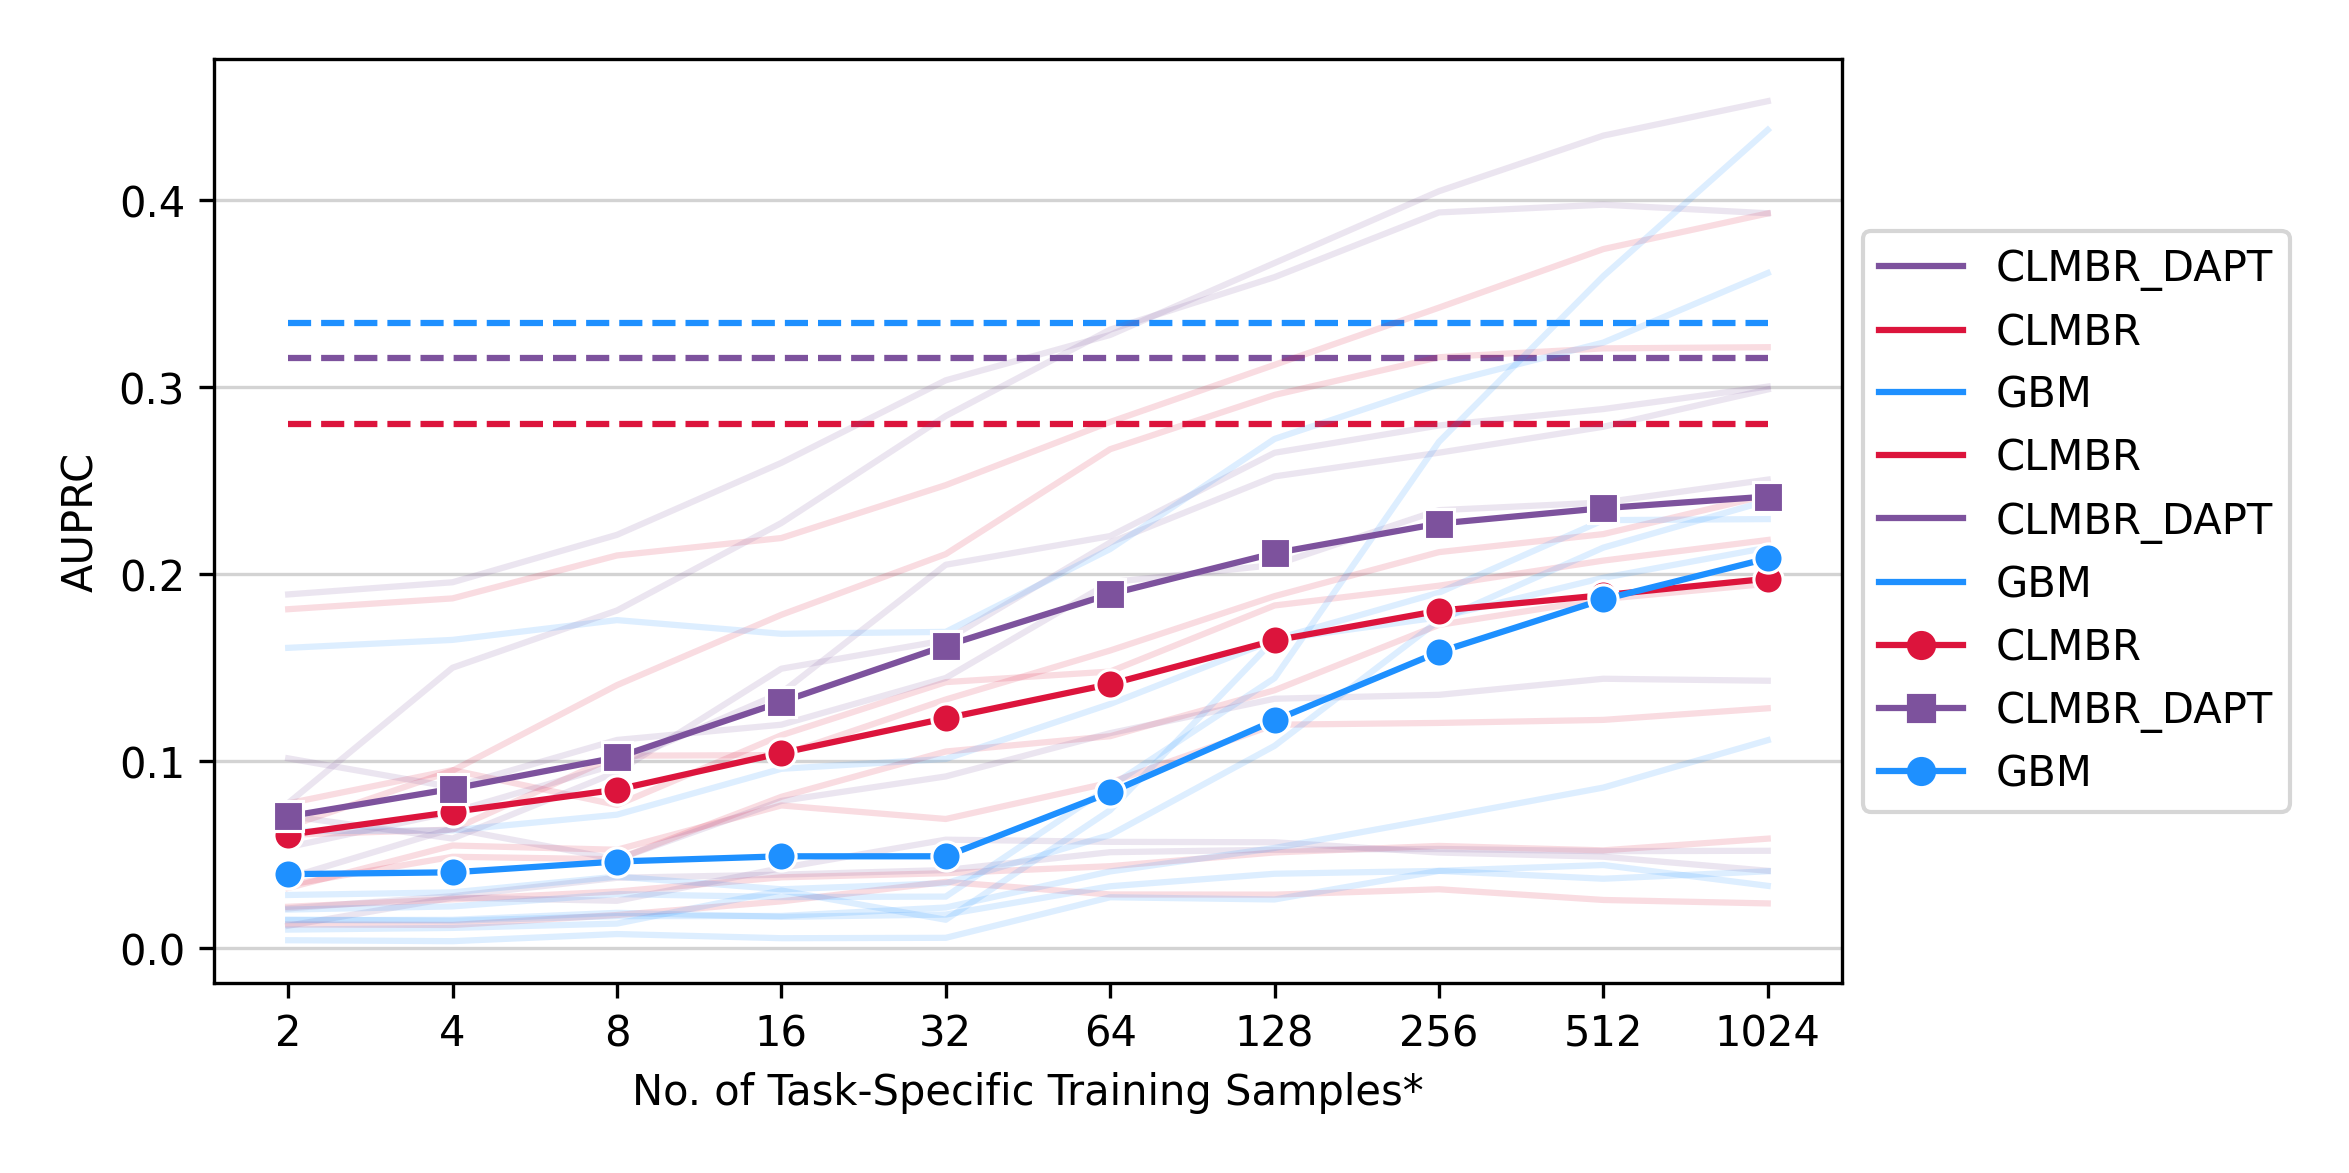 0.4
0.3
0.2
0.1
0.0
AUPRC
2 4 8 16 32 64 128 256 512 1024
No. of Task-Specific Training Samples*
CLMBR_DAPT
CLMBR
GBM
CLMBR
CLMBR_DAPT
GBM
CLMBR
CLMBR_DAPT
GBM